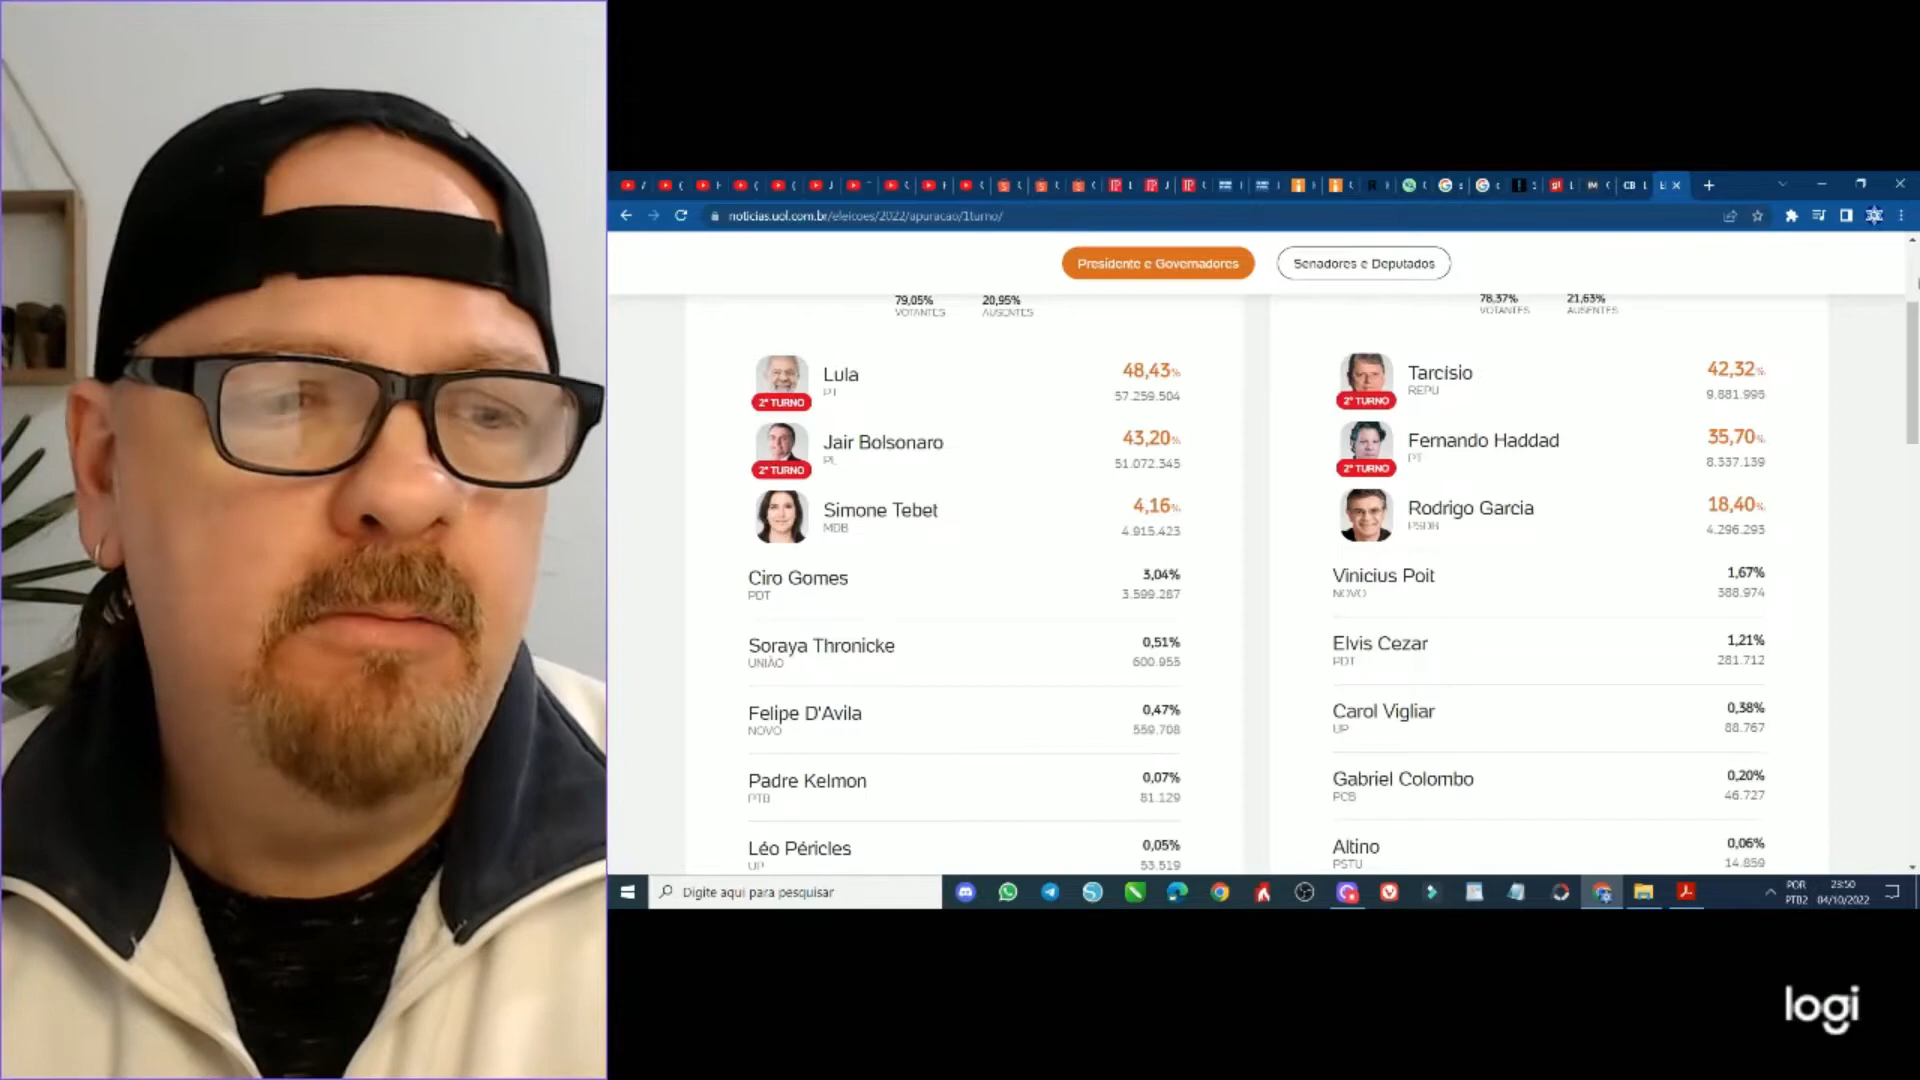 noticias.uol.com.br/eleicoes/2022/apuracao/1turno/
Presidente e Governadores
Senadores e Deputados
79,05%
VOTANTES
20,95%
AUSENTES
Lula
PT
2º TURNO
48,43%
57.259.504
Jair Bolsonaro
PL
2º TURNO
43,20%
51.072.345
Simone Tebet
MDB
4,16%
4.915.423
Ciro Gomes
PDT
3,04%
3.599.287
Soraya Thronicke
UNIÃO
0,51%
600.955
Felipe D'Avila
NOVO
0,47%
559.708
Padre Kelmon
PTB
0,07%
81.129
Léo Péricles
UP
0,05%
53.519
78,37%
VOTANTES
21,63%
AUSENTES
Tarcísio
REPU
2º TURNO
42,32%
9.881.995
Fernando Haddad
PT
2º TURNO
35,70%
8.337.139
Rodrigo Garcia
PSDB
18,40%
4.296.293
Vinicius Poit
NOVO
1,67%
388.974
Elvis Cezar
PDT
1,21%
281.712
Carol Vigliar
UP
0,38%
88.767
Gabriel Colombo
PCB
0,20%
46.727
Altino
PSTU
0,06%
14.859
Digite aqui para pesquisar
POR
PTB2
23:50
04/10/2022
logi